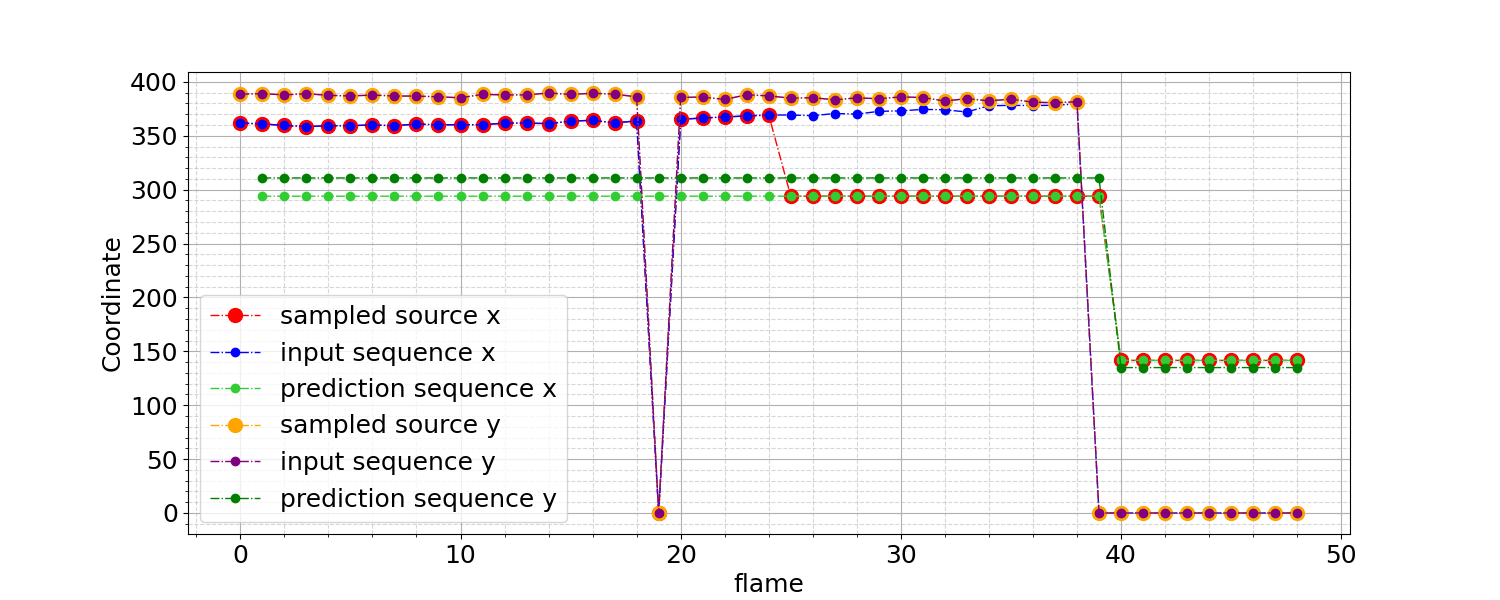 400
350
300
250
200
150
100
50
0
Coordinate
sampled source x
input sequence x
prediction sequence x
sampled source y
input sequence y
prediction sequence y
0 10 20 30 40 50
flame